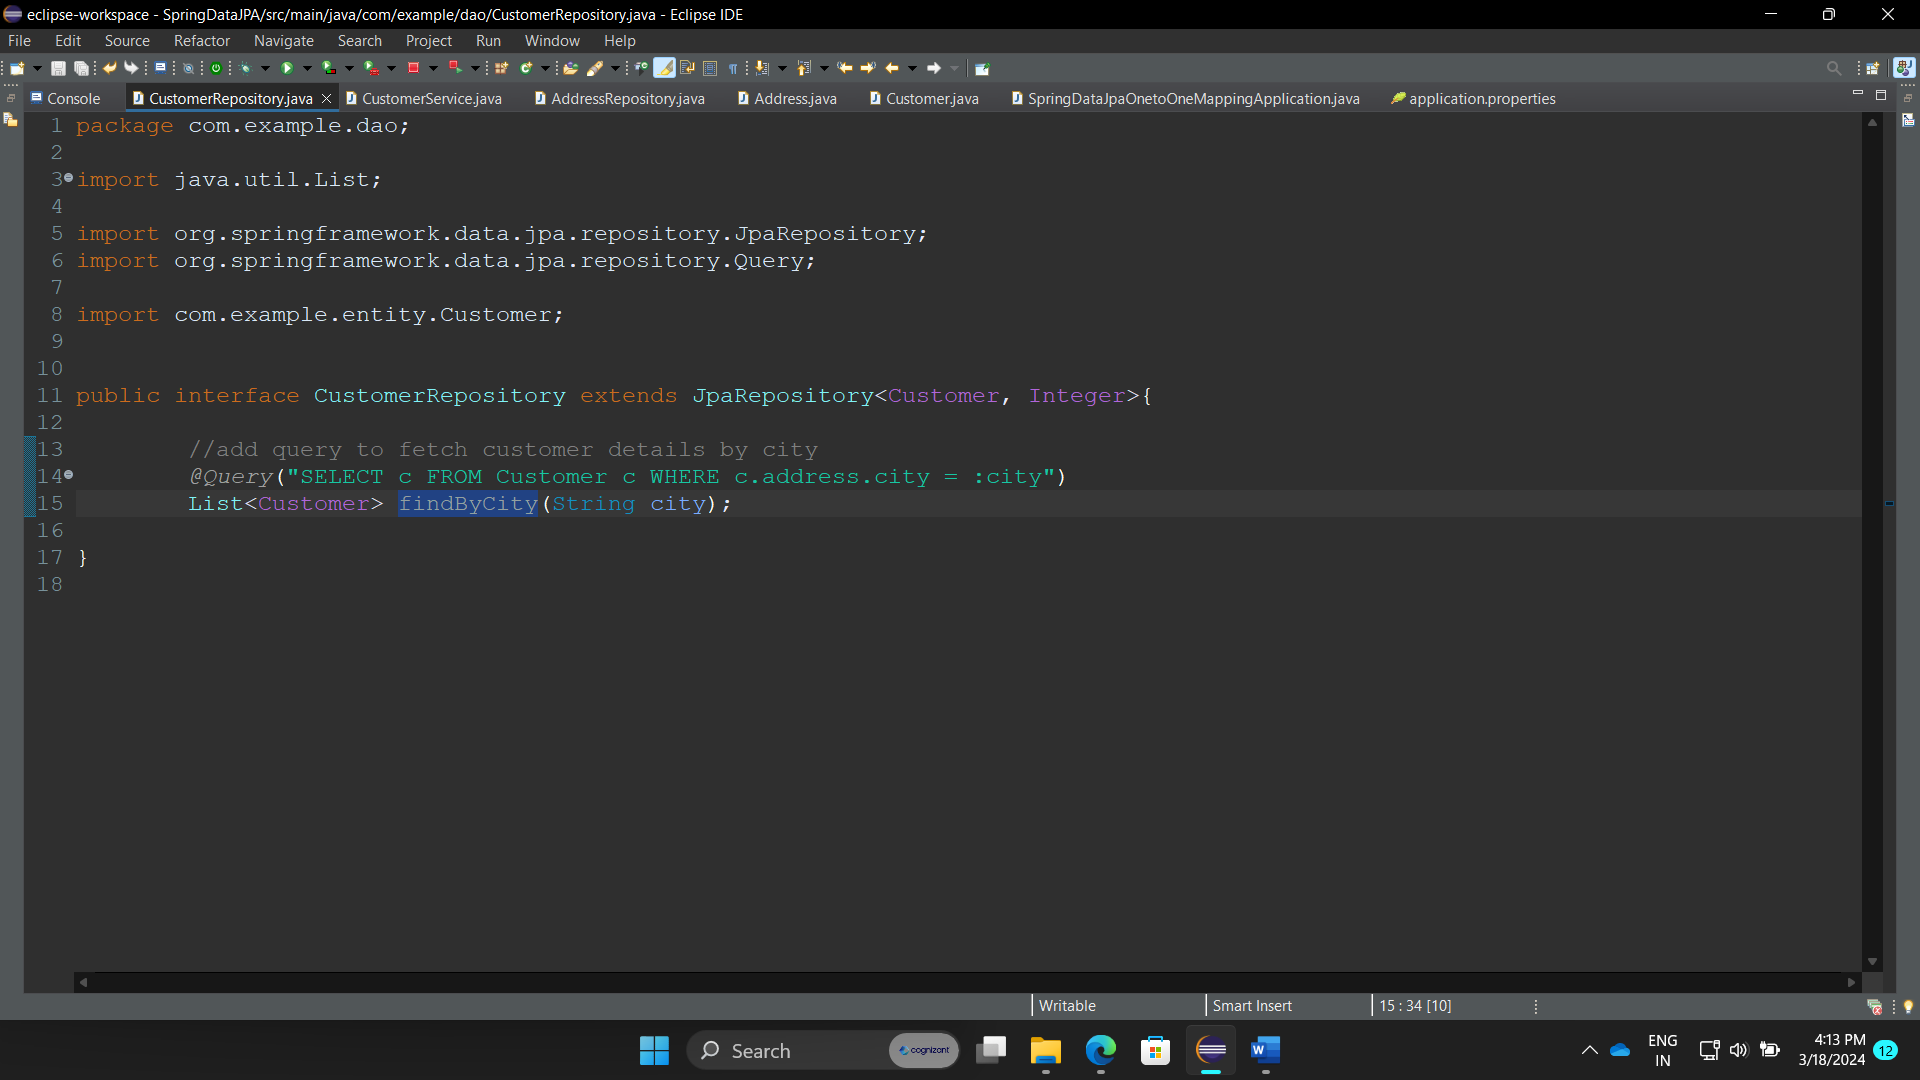 eclipse-workspace - SpringDataJPA/src/main/java/com/example/dao/CustomerRepository.java - Eclipse IDE
File Edit Source Refactor Navigate Search Project Run Window Help
Console CustomerRepository.java CustomerService.java AddressRepository.java Address.java Customer.java SpringDataJpaOnetoOneMappingApplication.java application.properties
1 package com.example.dao;
2
3 import java.util.List;
4
5 import org.springframework.data.jpa.repository.JpaRepository;
6 import org.springframework.data.jpa.repository.Query;
7
8 import com.example.entity.Customer;
9
10
11 public interface CustomerRepository extends JpaRepository<Customer, Integer>{
12
13 //add query to fetch customer details by city
14 @Query("SELECT c FROM Customer c WHERE c.address.city = :city")
15 List<Customer> findByCity(String city);
16
17 }
18
Writable Smart Insert 15 : 34 [10]
Search cognizant
ENG
IN
4:13 PM
3/18/2024
12